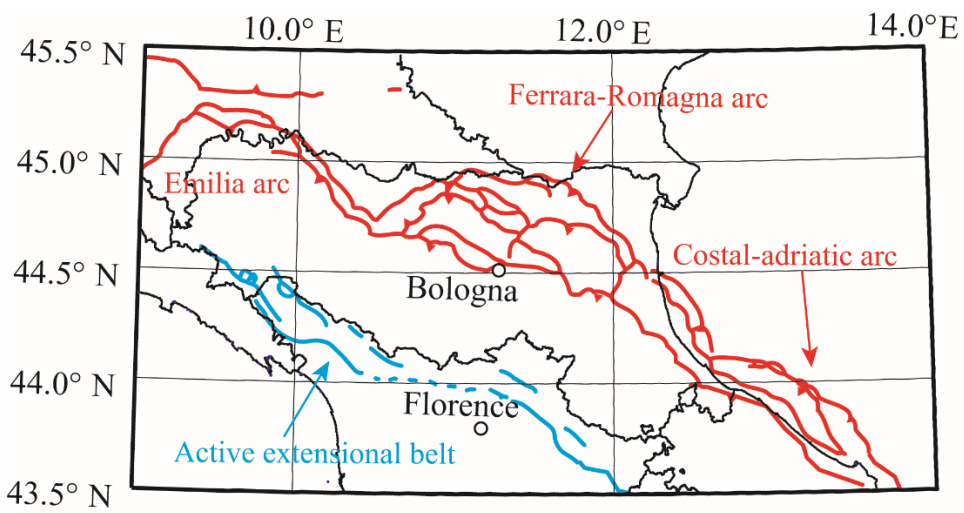 10.0° E
12.0° E
14.0° E
45.5° N
Ferrara-Romagna arc
45.0° N
Emilia arc
Costal-adriatic arc
44.5° N
Bologna
44.0° N
Florence
Active extensional belt
43.5° N